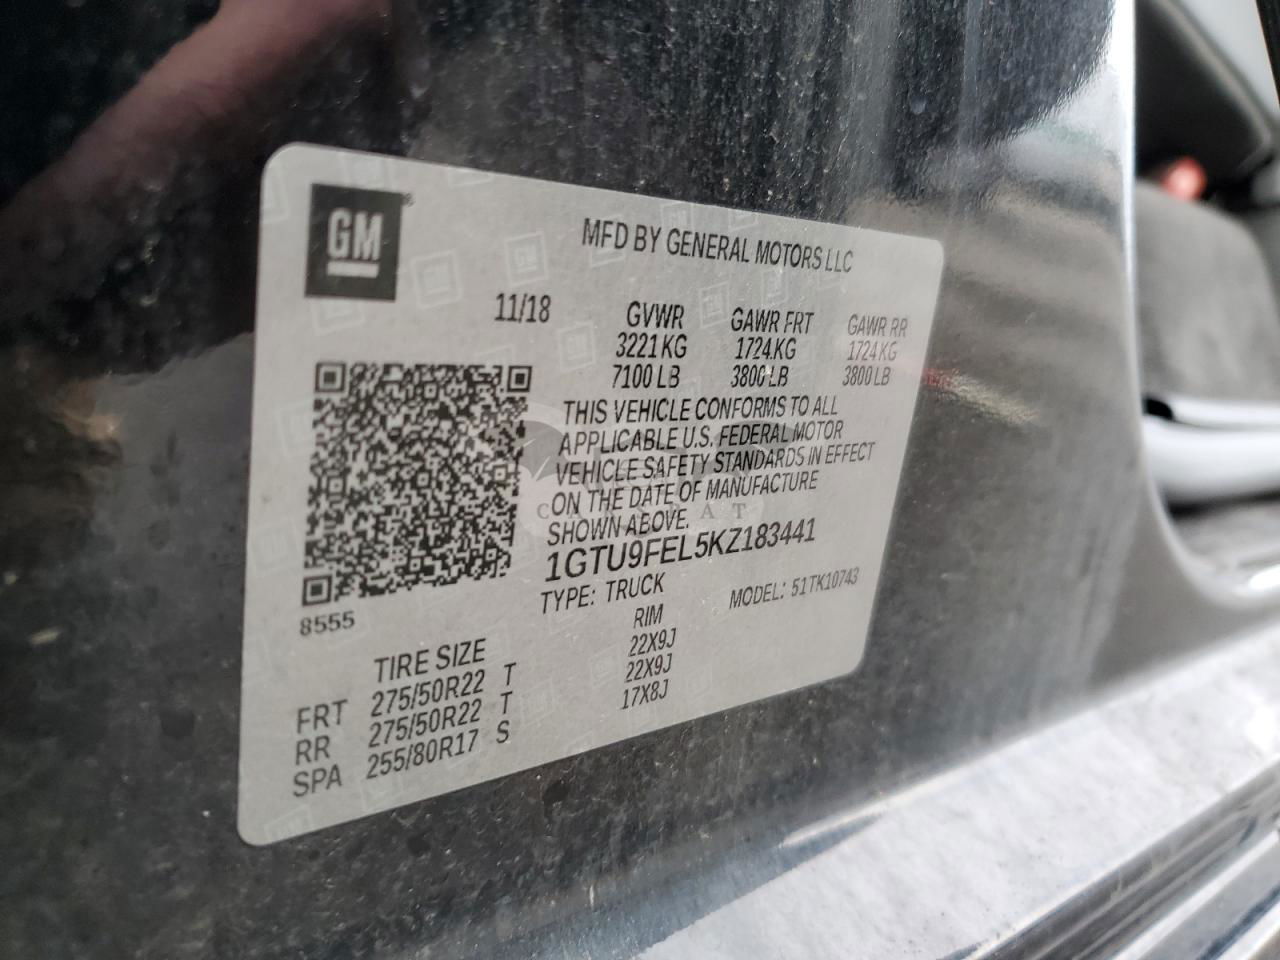 GM
MFD BY GENERAL MOTORS LLC
11/18 GVWR GAWR FRT GAWR RR
3221 KG 1724 KG 1724 KG
7100 LB 3800 LB 3800 LB
THIS VEHICLE CONFORMS TO ALL
APPLICABLE U.S. FEDERAL MOTOR
VEHICLE SAFETY STANDARDS IN EFFECT
ON THE DATE OF MANUFACTURE
SHOWN ABOVE.
1GTU9FEL5KZ183441
TYPE: TRUCK MODEL: 51TK10743
8555
TIRE SIZE RIM
FRT 275/50R22 T 22X9J
RR 275/50R22 T 22X9J
SPA 255/80R17 S 17X8J